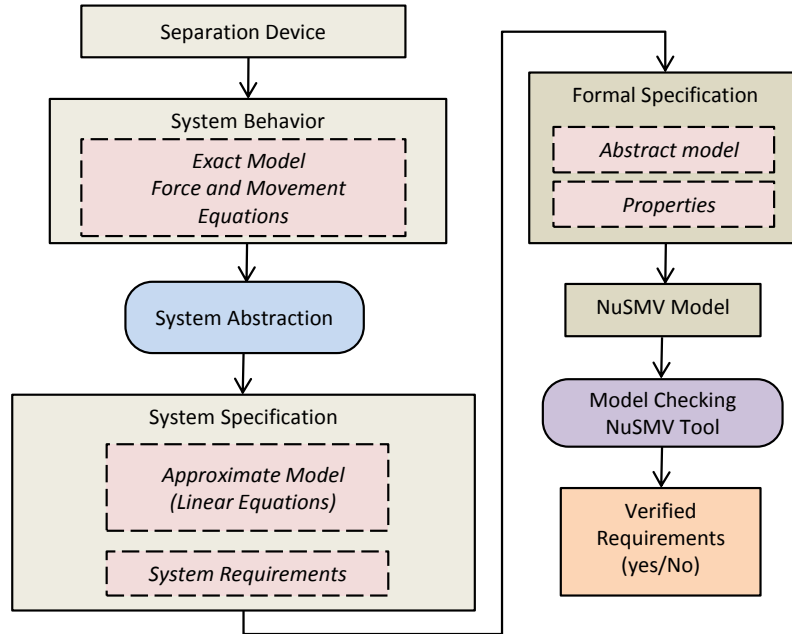 Separation Device
System Behavior
Exact Model
Force and Movement
Equations
System Abstraction
System Specification
Approximate Model
(Linear Equations)
System Requirements
Formal Specification
Abstract model
Properties
NuSMV Model
Model Checking
NuSMV Tool
Verified
Requirements
(yes/No)